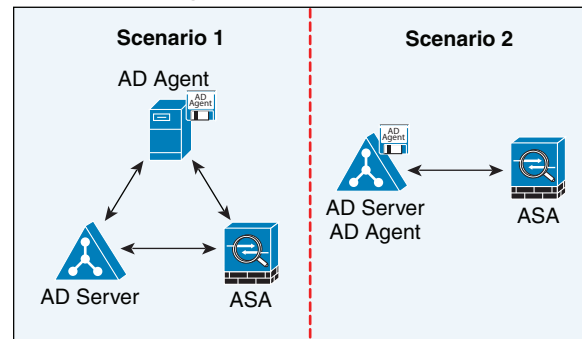 Scenario 1
AD Agent
AD
Agent
AD Server
ASA
Scenario 2
AD
Agent
AD Server
AD Agent
ASA